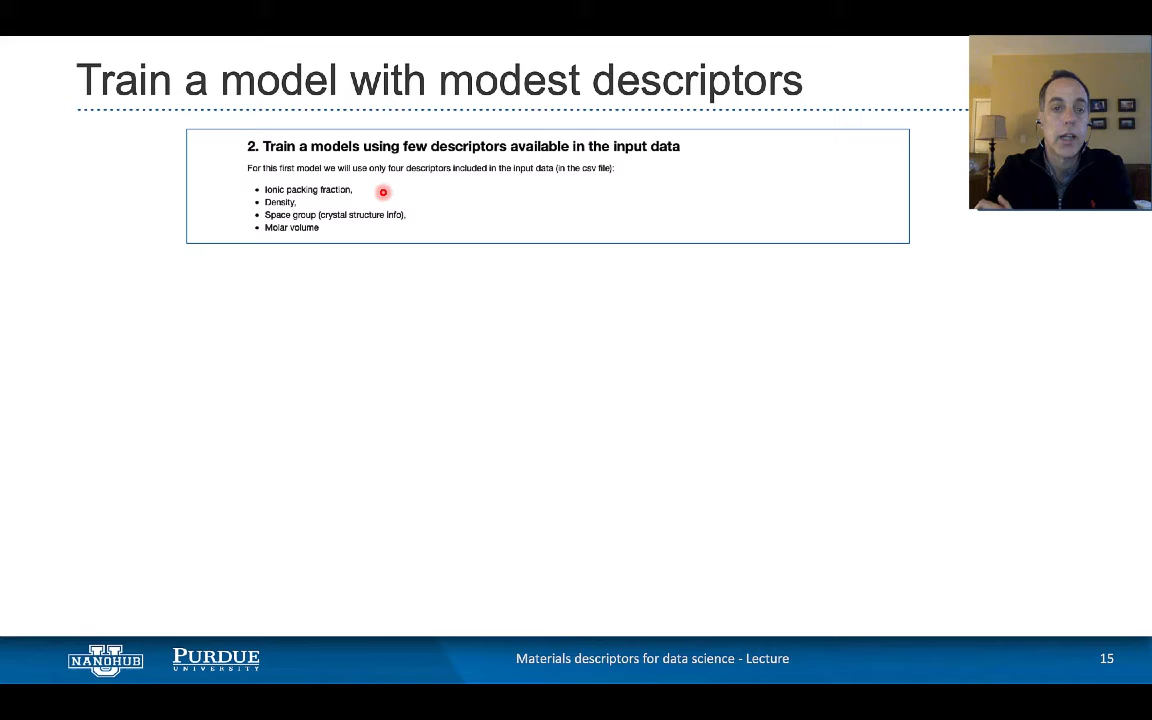 Train a model with modest descriptors
2. Train a models using few descriptors available in the input data
For this first model we will use only four descriptors included in the input data (in the csv file):
• Ionic packing fraction,
• Density,
• Space group (crystal structure info),
• Molar volume
NANOHUB
PURDUE
UNIVERSITY
Materials descriptors for data science - Lecture
15